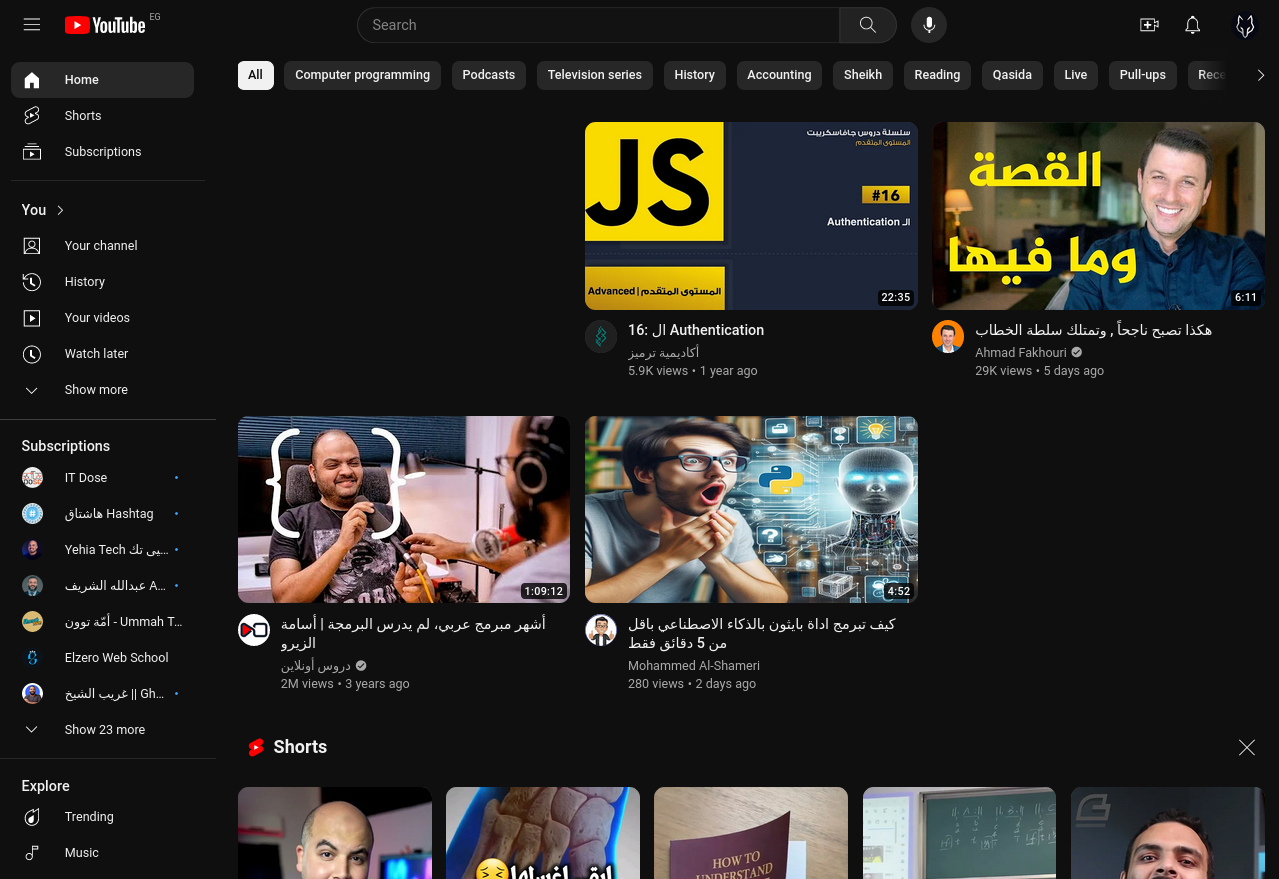 YouTube EG
Search
Home
Shorts
Subscriptions
You
Your channel
History
Your videos
Watch later
Show more
Subscriptions
IT Dose
هاشتاق Hashtag
Yehia Tech يحيى تك...
عبدالله الشريف A...
أمّة توون - Ummah T...
Elzero Web School
غريب الشيخ || Gh...
Show 23 more
Explore
Trending
Music
All
Computer programming
Podcasts
Television series
History
Accounting
Sheikh
Reading
Qasida
Live
Pull-ups
Rece
JS
سلسلة دروس جافاسكريبت
المستوى المتقدم
#16
الـ Authentication
Advanced | المستوى المتقدم
22:35
16: ال Authentication
أكاديمية ترميز
5.9K views • 1 year ago
القصة
وما فيها
6:11
هكذا تصبح ناجحاً , وتمتلك سلطة الخطاب
Ahmad Fakhouri
29K views • 5 days ago
{ }
1:09:12
أشهر مبرمج عربي، لم يدرس البرمجة | أسامة
الزيرو
دروس أونلاين
2M views • 3 years ago
4:52
كيف تبرمج اداة بايثون بالذكاء الاصطناعي باقل
من 5 دقائق فقط
Mohammed Al-Shameri
280 views • 2 days ago
Shorts
HOW TO
UNDERSTAND